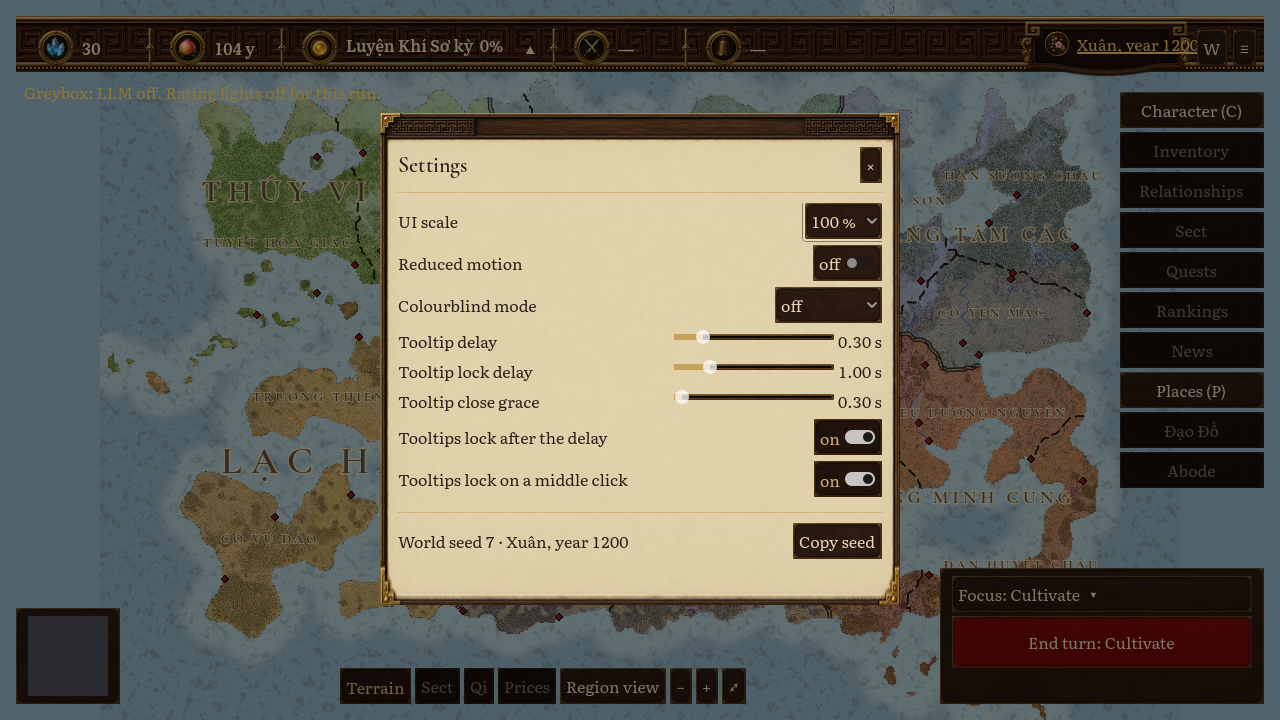 30
104 y
Luyện Khí Sơ kỳ 0%
▲
—
—
Xuân, year 1200
W
≡
Greybox: LLM off. Rating fights off for this run.
Character (C)
Inventory
Relationships
Sect
Quests
Rankings
News
Places (P)
Đạo Đồ
Abode
THÚY VI
TUYẾT HOA GIÁC
TRƯỜNG THIÊN
LẠC H
CỔ VU ĐẢO
HÀN SƯƠNG CHÂU
SƠN
NG TÂM CÁC
CÔ YÊN MẠC
ÊU DƯƠNG NGUYÊN
NG MINH CUNG
ĐAN HUYỆT CHÂU
Settings
×
UI scale
100 %
Reduced motion
off
Colourblind mode
off
Tooltip delay
0.30 s
Tooltip lock delay
1.00 s
Tooltip close grace
0.30 s
Tooltips lock after the delay
on
Tooltips lock on a middle click
on
World seed 7 · Xuân, year 1200
Copy seed
Focus: Cultivate ▾
End turn: Cultivate
Terrain
Sect
Qi
Prices
Region view
−
+
⤢